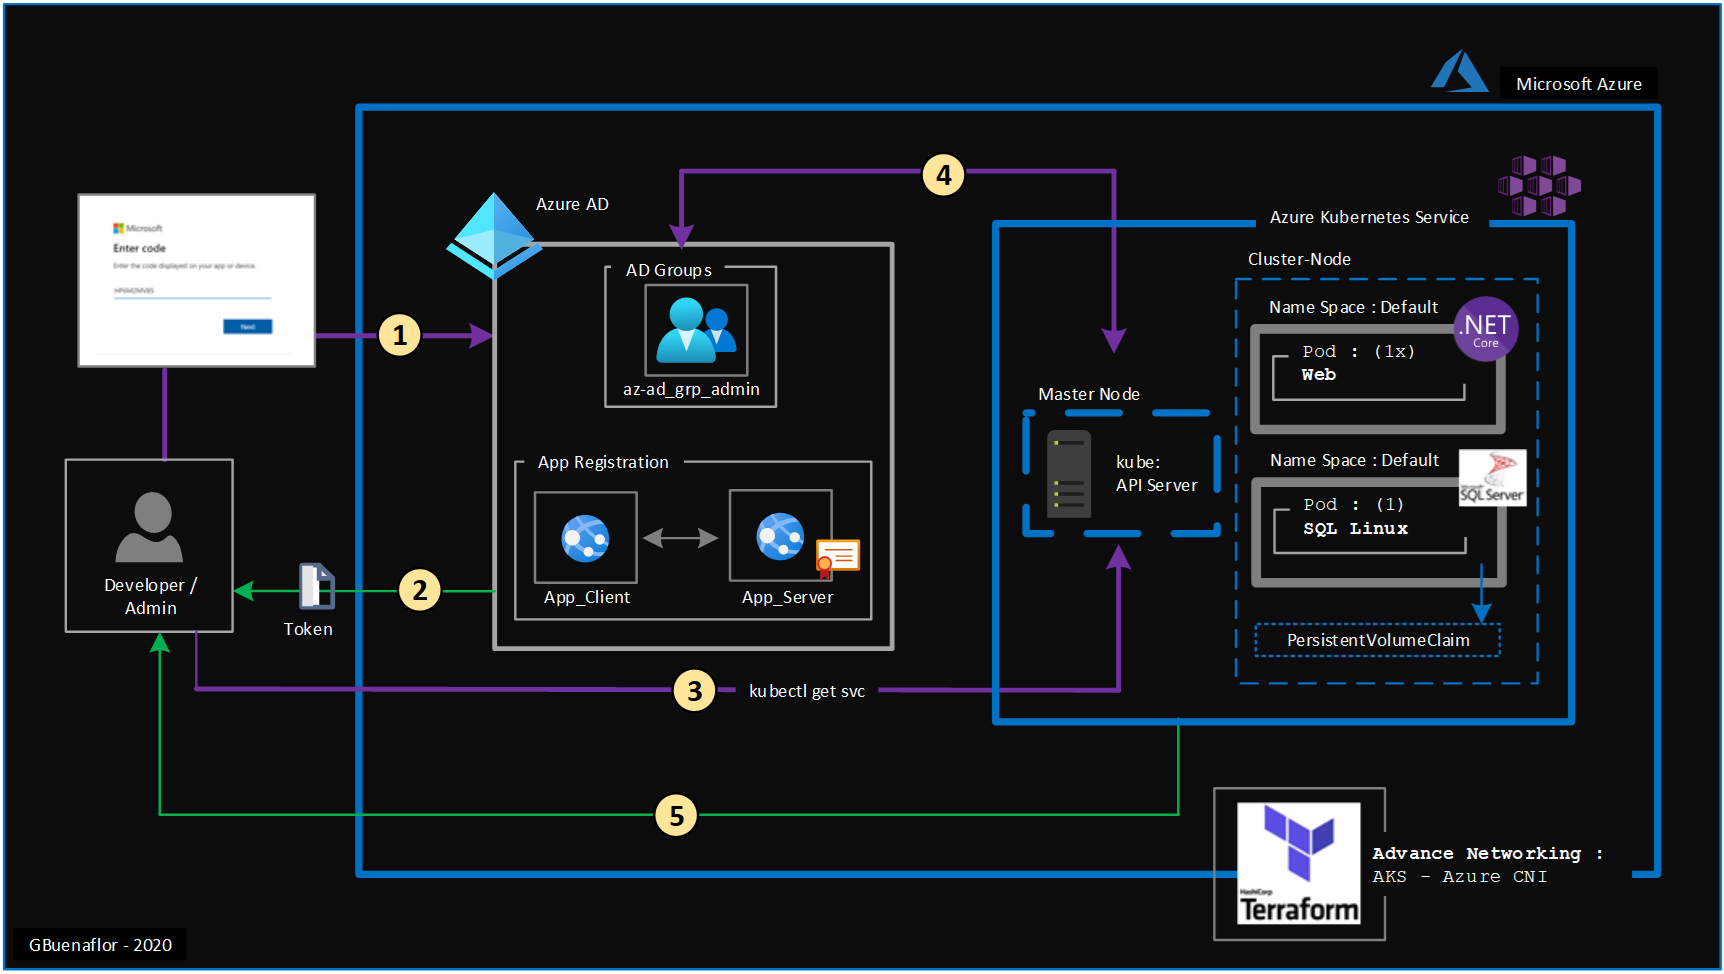 Microsoft Azure
Azure AD
4
Azure Kubernetes Service
Microsoft
Enter code
Enter the code displayed on your app or device.
HP6M2MVB5
Next
1
AD Groups
az-ad_grp_admin
Cluster-Node
Name Space : Default
.NET
Core
Pod : (1x)
Web
Master Node
kube:
API Server
Name Space : Default
Microsoft
SQL Server
Pod : (1)
SQL Linux
PersistentVolumeClaim
App Registration
App_Client
App_Server
Developer /
Admin
2
Token
3
kubectl get svc
5
HashiCorp
Terraform
Advance Networking :
AKS - Azure CNI
GBuenaflor - 2020